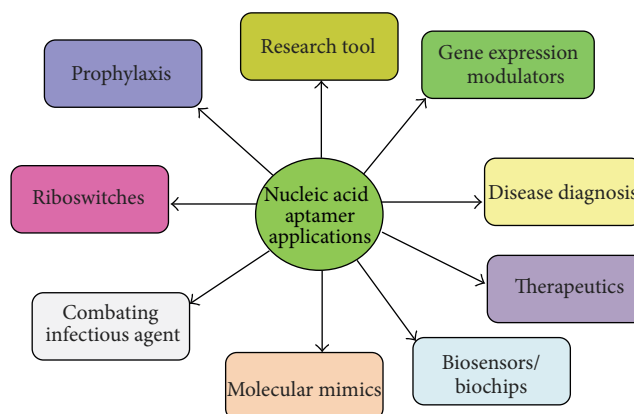 Research tool
Gene expression
modulators
Prophylaxis
Disease diagnosis
Riboswitches
Nucleic acid
aptamer
applications
Therapeutics
Combating
infectious agent
Biosensors/
biochips
Molecular mimics